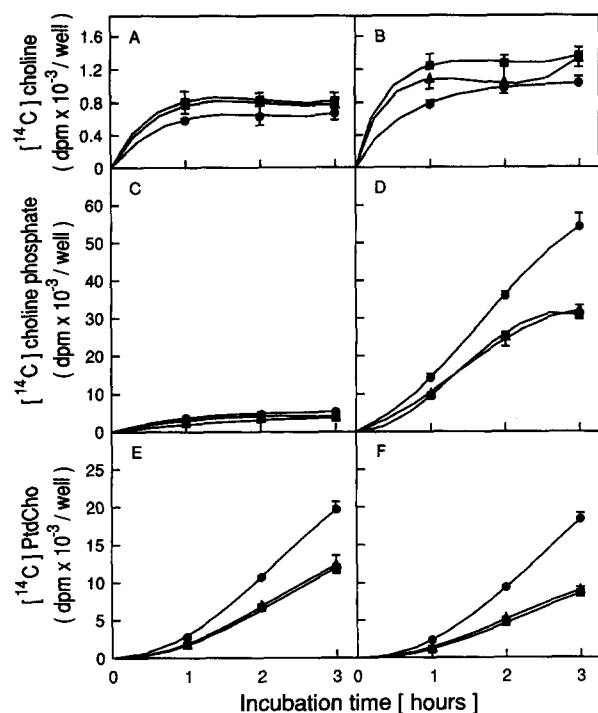 A
B
1.6
1.2
0.8
0.4
0
[ ¹⁴C ] choline
( dpm x 10⁻³ / well )
C
D
60
50
40
30
20
10
0
[ ¹⁴C ] choline phosphate
( dpm x 10⁻³ / well )
E
F
25
20
15
10
5
0
[ ¹⁴C ] PtdCho
( dpm x 10⁻³ / well )
0 1 2 3 0 1 2 3
Incubation time [ hours ]